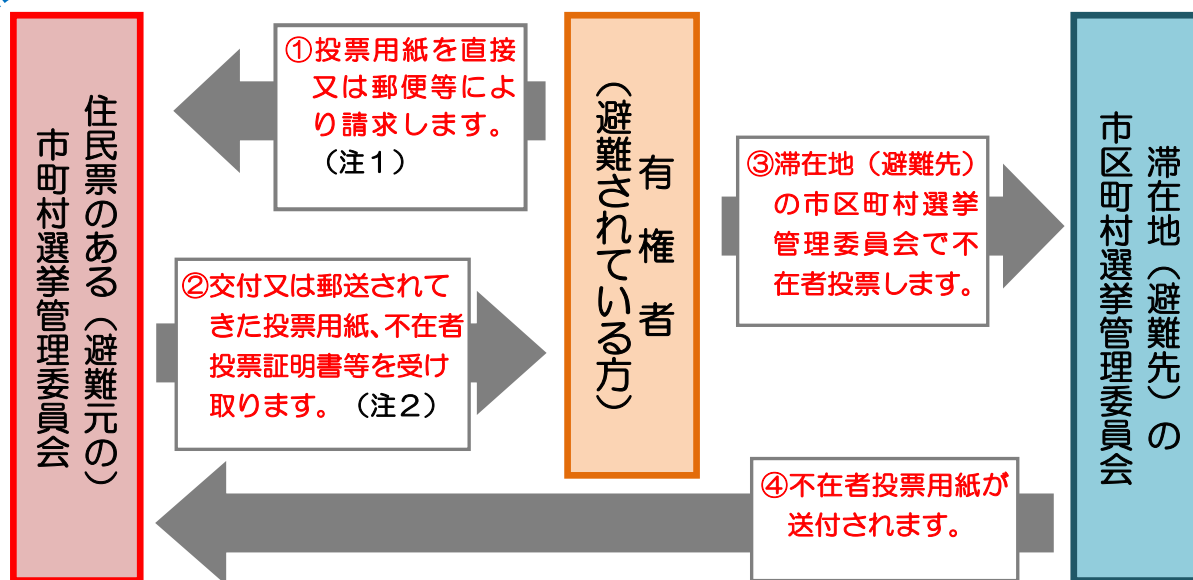 住民票のある（避難元の）
市町村選挙管理委員会
①投票用紙を直接
又は郵便等によ
り請求します。
（注１）
②交付又は郵送されて
きた投票用紙、不在者
投票証明書等を受け
取ります。（注２）
有権者
（避難されている方）
③滞在地（避難先）
の市区町村選挙
管理委員会で不
在者投票します。
④不在者投票用紙が
送付されます。
滞在地（避難先）の
市区町村選挙管理委員会